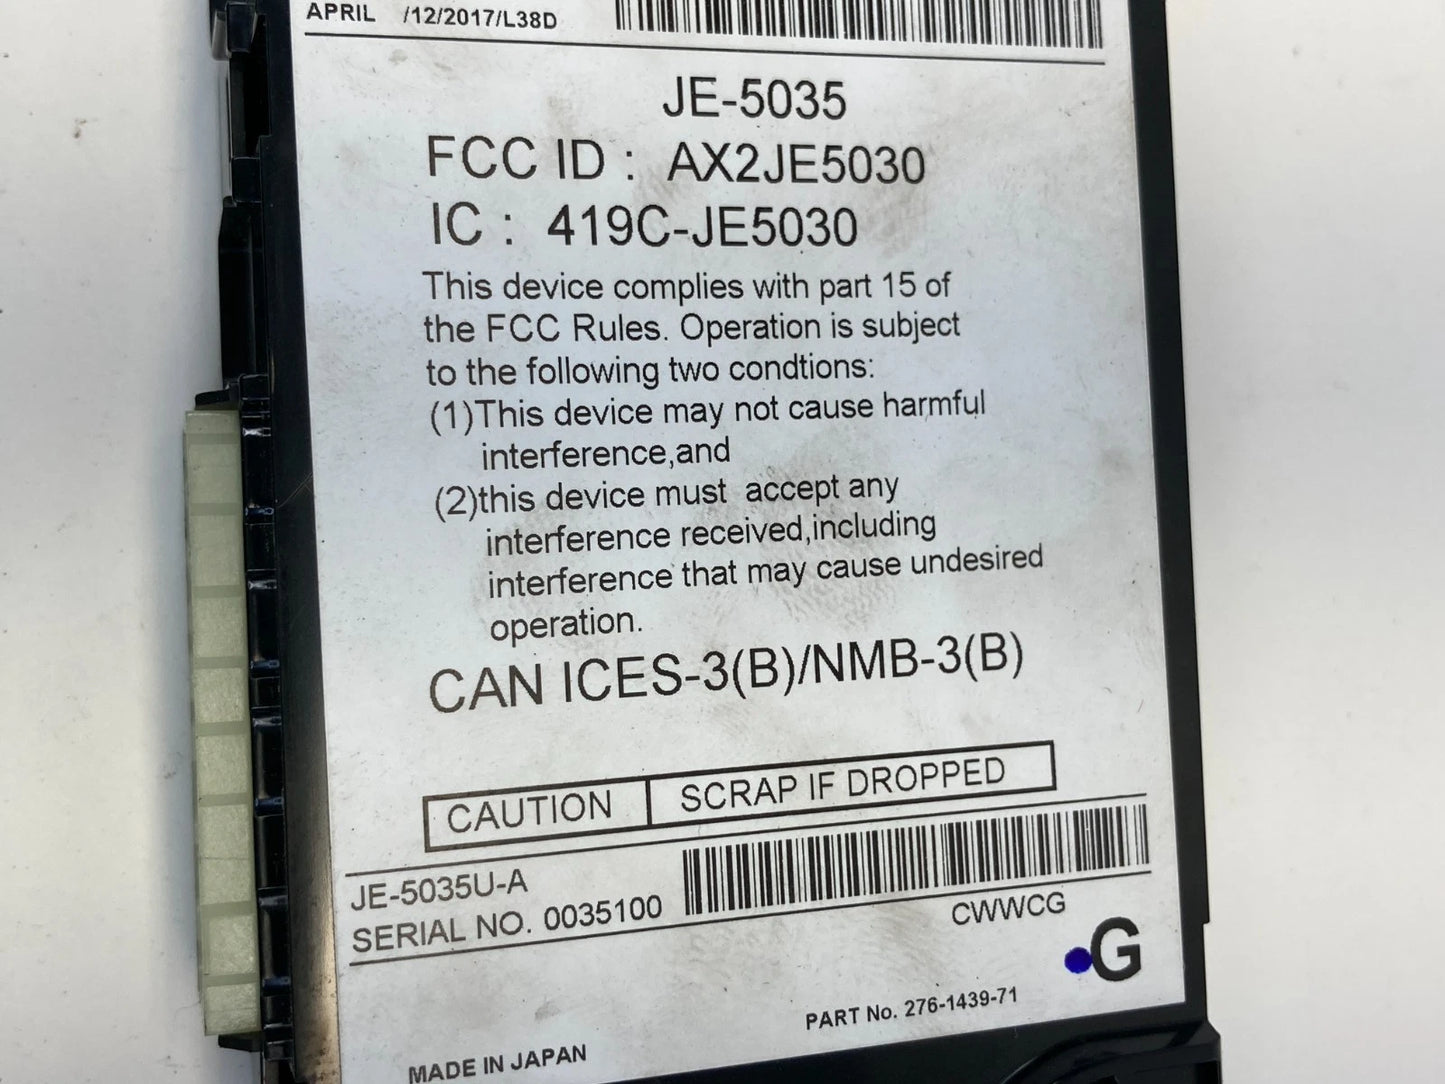 APRIL /12/2017/L38D
JE-5035
FCC ID : AX2JE5030
IC : 419C-JE5030
This device complies with part 15 of
the FCC Rules. Operation is subject
to the following two condtions:
(1)This device may not cause harmful
interference,and
(2)this device must accept any
interference received,including
interference that may cause undesired
operation.
CAN ICES-3(B)/NMB-3(B)
CAUTION SCRAP IF DROPPED
JE-5035U-A
SERIAL NO. 0035100
CWWCG
G
PART No. 276-1439-71
MADE IN JAPAN